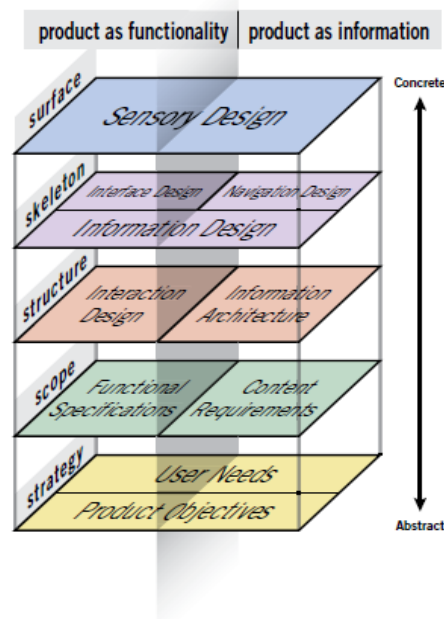 product as functionality
product as information
Concrete
surface
Sensory Design
skeleton
Interface Design
Navigation Design
Information Design
structure
Interaction
Design
Information
Architecture
scope
Functional
Specifications
Content
Requirements
strategy
User Needs
Product Objectives
Abstract